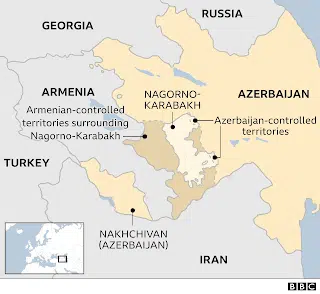 RUSSIA
GEORGIA
ARMENIA
NAGORNO-
KARABAKH
AZERBAIJAN
Armenian-controlled
territories surrounding
Nagorno-Karabakh
Azerbaijan-controlled
territories
TURKEY
NAKHCHIVAN
(AZERBAIJAN)
IRAN
BBC